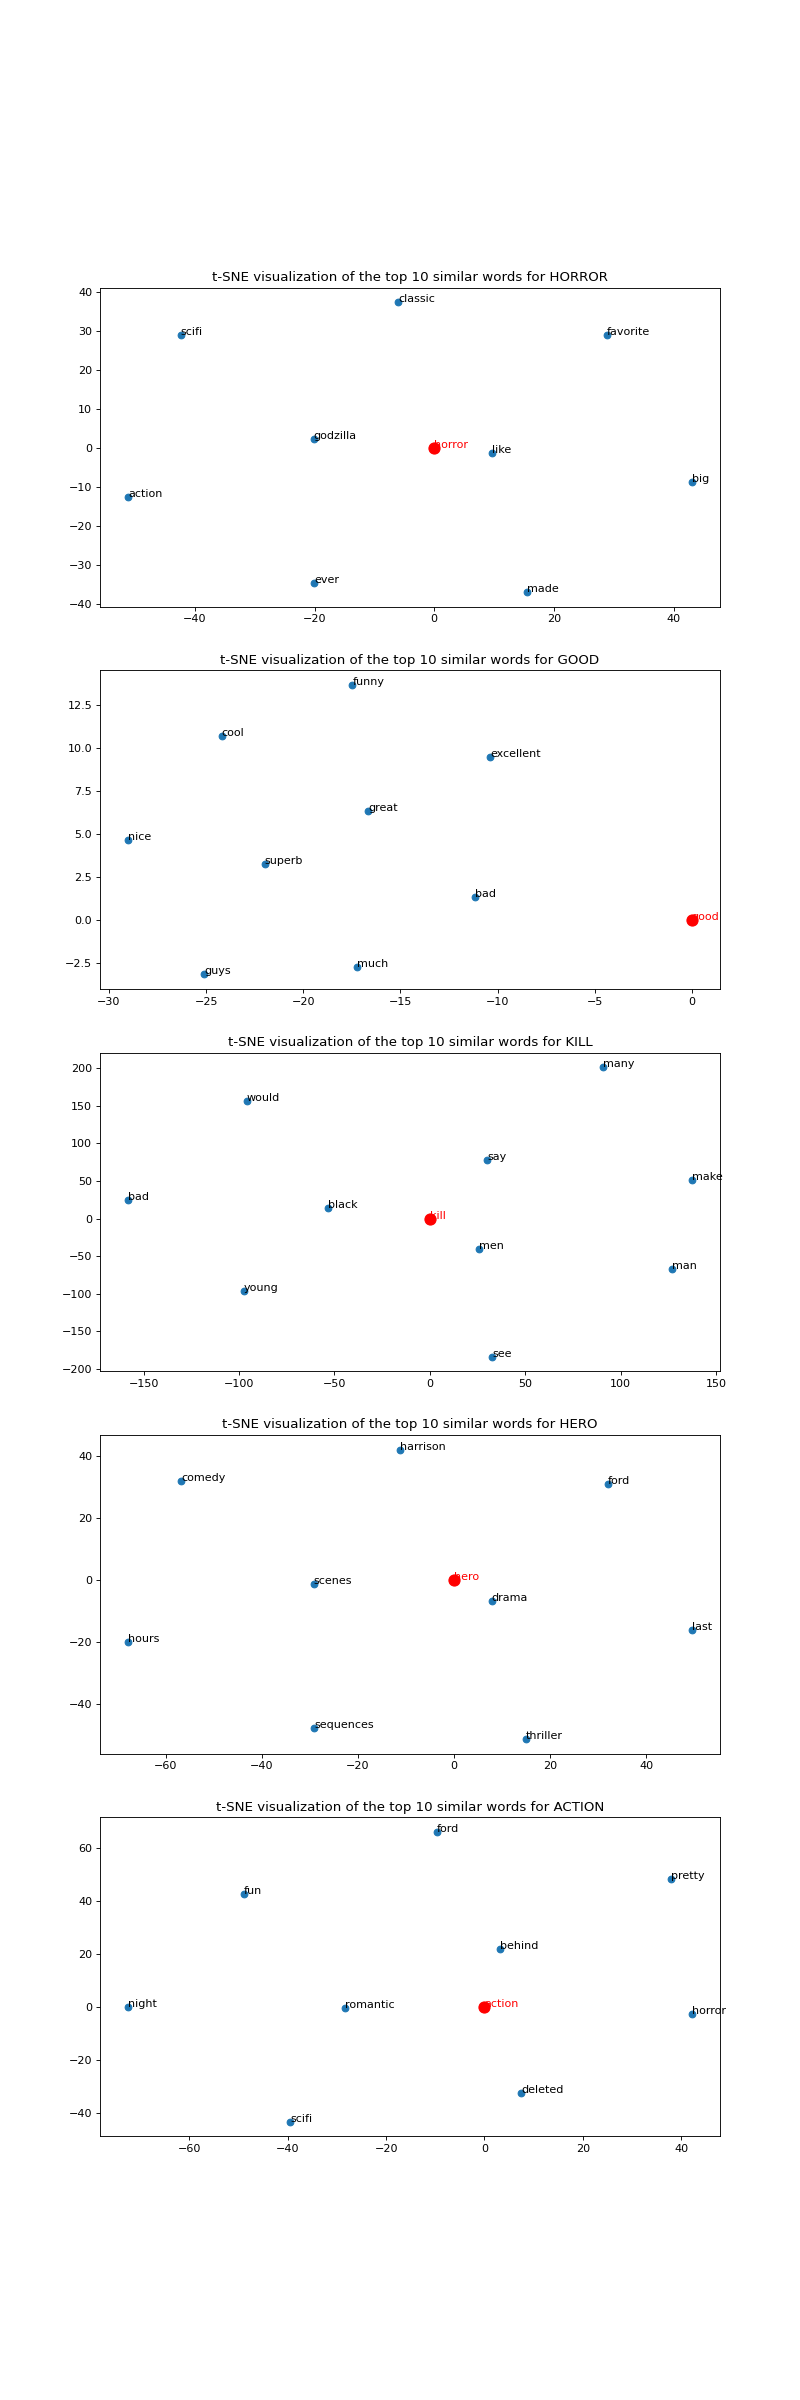 t-SNE visualization of the top 10 similar words for HORROR
40
classic
30
scifi
favorite
20
10
godzilla
0
horror
like
big
−10
action
−20
−30
ever
made
−40
−40
−20
0
20
40
t-SNE visualization of the top 10 similar words for GOOD
funny
12.5
cool
10.0
excellent
7.5
great
5.0
nice
superb
2.5
bad
0.0
good
−2.5
guys
much
−30
−25
−20
−15
−10
−5
0
t-SNE visualization of the top 10 similar words for KILL
200
many
150
would
100
say
50
make
bad
black
0
kill
men
−50
man
−100
young
−150
see
−200
−150
−100
−50
0
50
100
150
t-SNE visualization of the top 10 similar words for HERO
40
harrison
comedy
ford
20
0
scenes
hero
drama
last
−20
hours
−40
sequences
thriller
−60
−40
−20
0
20
40
t-SNE visualization of the top 10 similar words for ACTION
ford
60
pretty
40
fun
20
behind
0
night
romantic
action
horror
−20
deleted
−40
scifi
−60
−40
−20
0
20
40